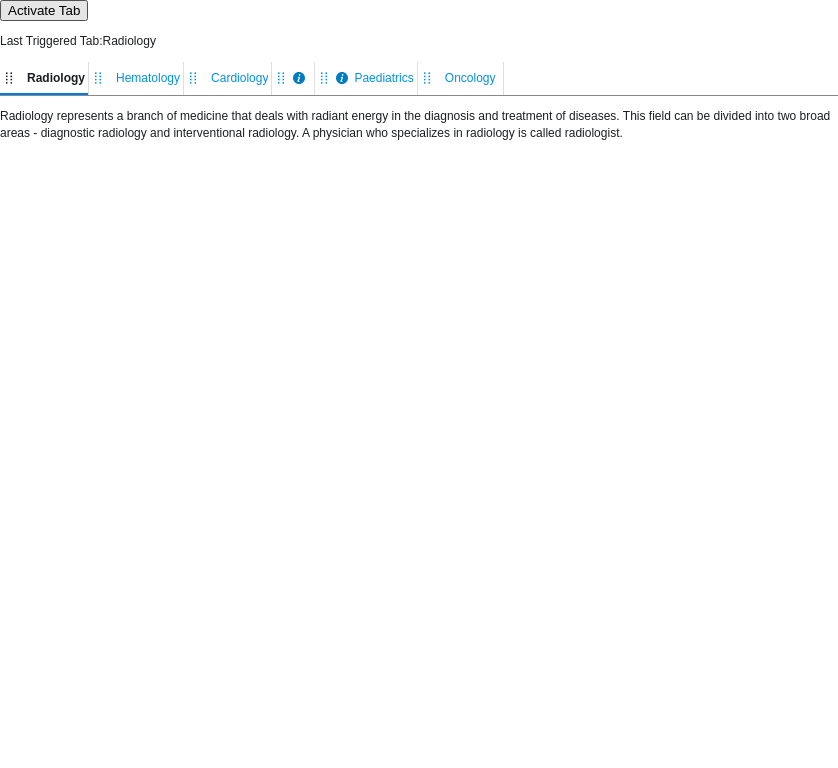 Activate Tab
Last Triggered Tab:Radiology
Radiology Hematology Cardiology Paediatrics Oncology
Radiology represents a branch of medicine that deals with radiant energy in the diagnosis and treatment of diseases. This field can be divided into two broad
areas - diagnostic radiology and interventional radiology. A physician who specializes in radiology is called radiologist.